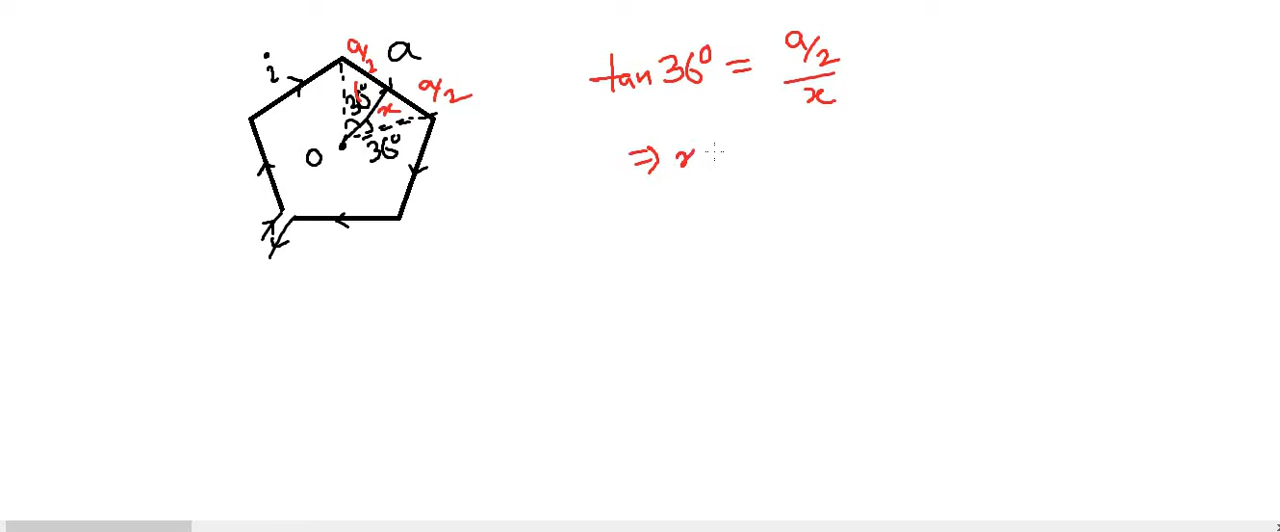 i
a/2
a
a/2
36°
x
36°
O
tan 36° = a/2 / x
⇒ x